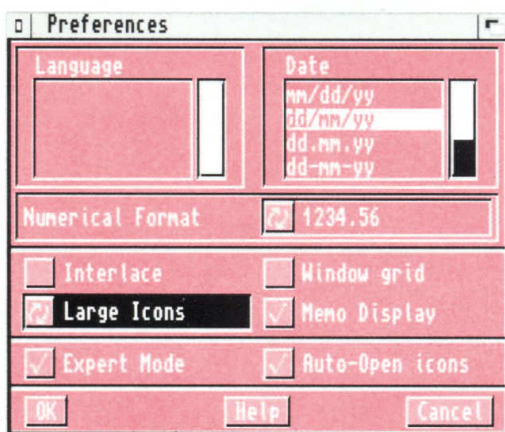 Preferences
Language
Date
mm/dd/yy
dd/mm/yy
dd.mm.yy
dd-mm-yy
Numerical Format
1234.56
Interlace
Window grid
Large Icons
Memo Display
Expert Mode
Auto-Open icons
OK
Help
Cancel